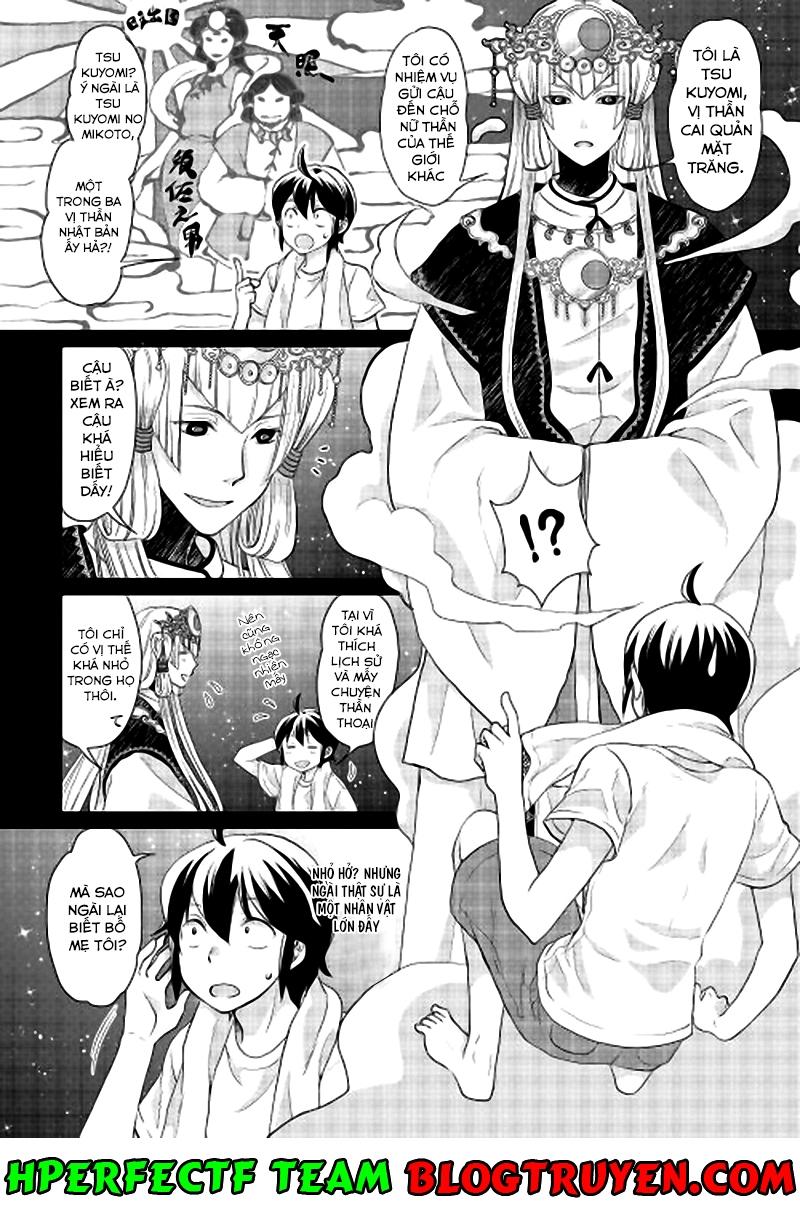 TÔI LÀ
TSU
KUYOMI,
VỊ THẦN
CAI QUẢN
MẶT
TRĂNG.
TÔI CÓ
NHIỆM VỤ
GỬI CẬU
ĐẾN CHỖ
NỮ THẦN
CỦA THẾ
GIỚI
KHÁC
天照
TSU
KUYOMI?
Ý NGÀI LÀ
TSU
KUYOMI NO
MIKOTO,
MỘT
TRONG BA
VỊ THẦN
NHẬT BẢN
ẤY HẢ?!
!?
CẬU
BIẾT À?
XEM RA
CẬU
KHÁ
HIỂU
BIẾT
DẤY!
TẠI VÌ
TÔI KHÁ
THÍCH
LỊCH SỬ
VÀ MẤY
CHUYỆN
THẦN
THOẠI
Nên
cũng
không
ngạc
nhiên
mấy
TÔI CHỈ
CÓ VỊ THẾ
KHÁ NHỎ
TRONG HỌ
THÔI.
NHỎ HỞ? NHƯNG
NGÀI THẬT SỰ LÀ
MỘT NHÂN VẬT
LỚN ĐẤY
MÀ SAO
NGÀI LẠI
BIẾT BỐ
MẸ TÔI?
HPERFECTF TEAM BLOGTRUYEN.COM